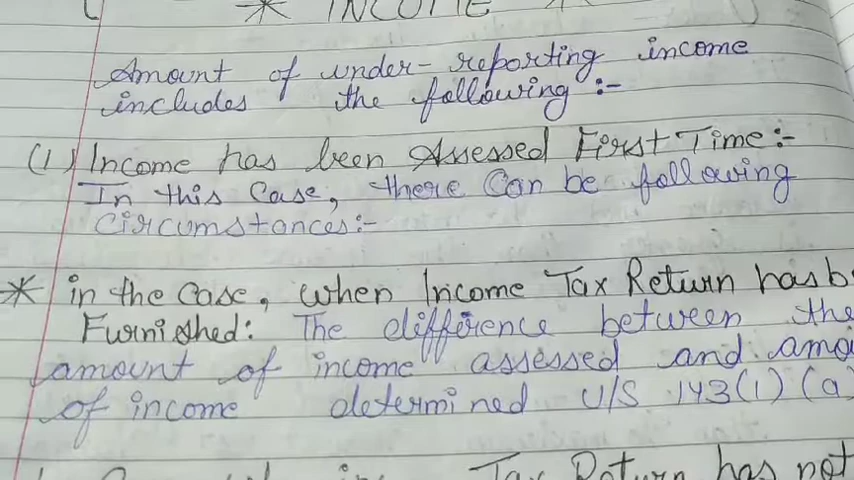 * INCOME *
Amount of under-reporting income
includes the following :-
(1) Income has been Assessed First Time:-
In this Case, there Can be following
Circumstances:-
* in the Case, when Income Tax Return has b
Furnished: The difference between the
amount of income assessed and amo
of income determined U/S 143(1)(a)
in Tax Return has not